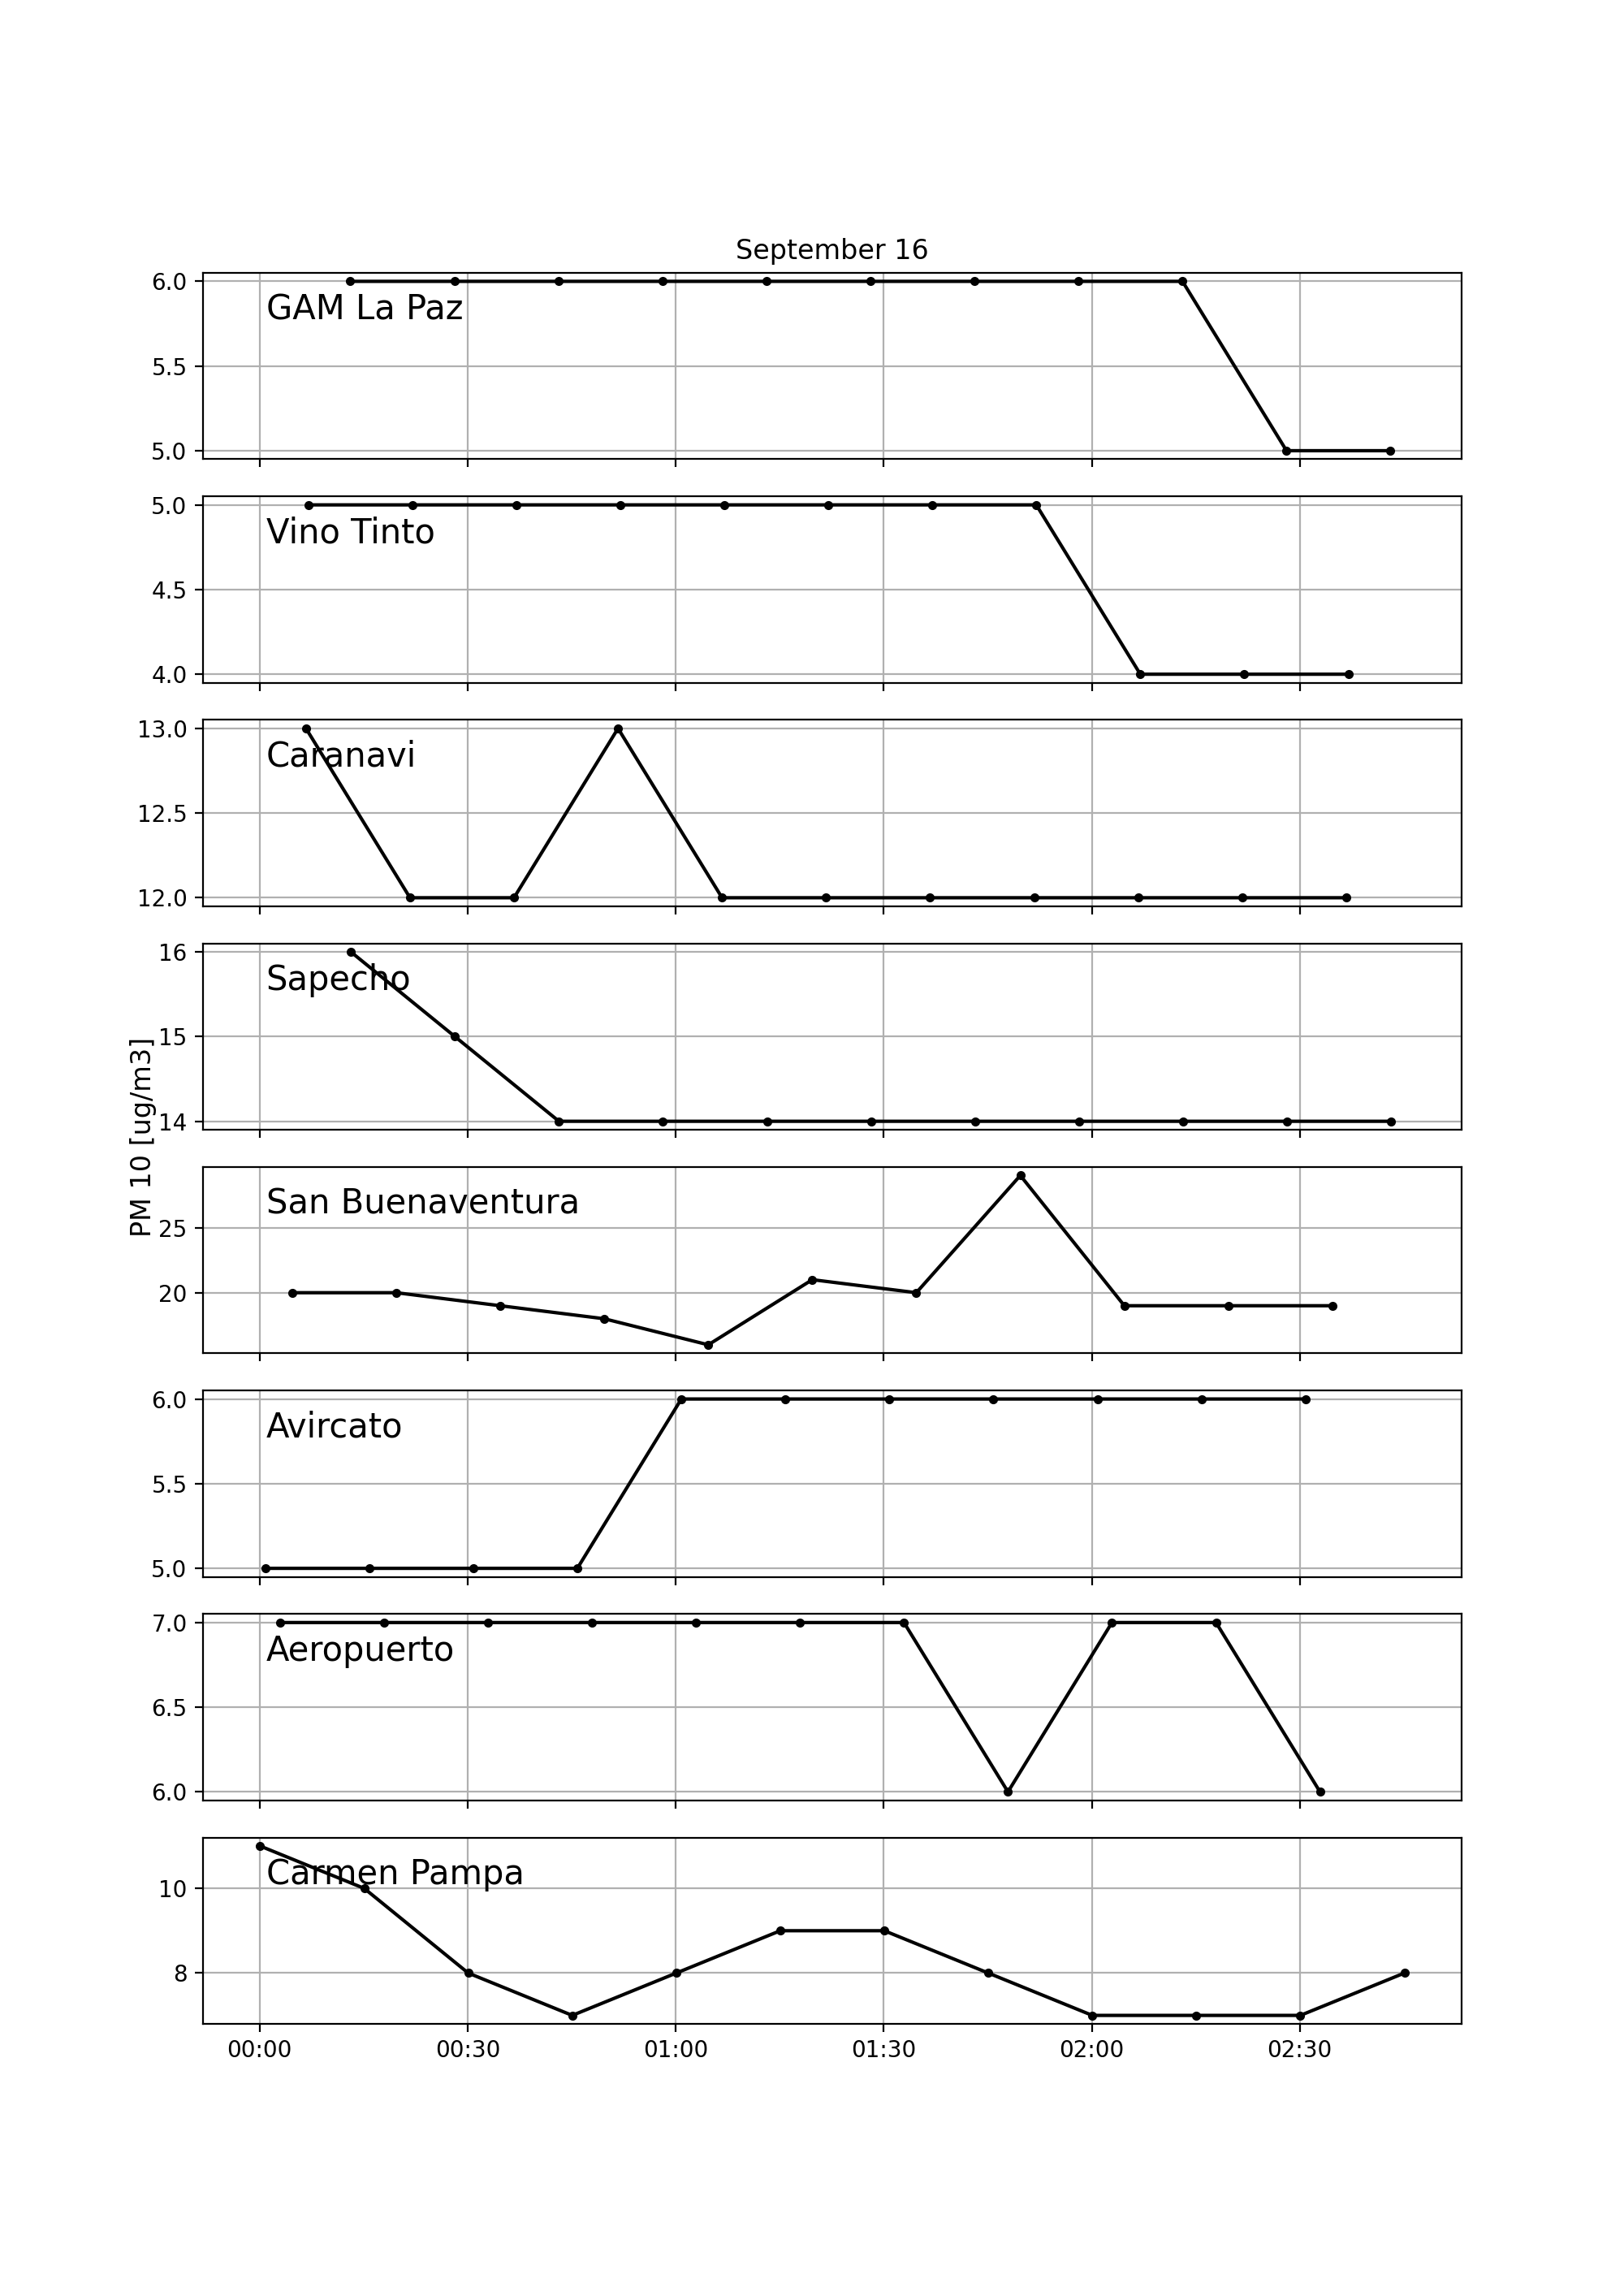 September 16
6.0
GAM La Paz
5.5
5.0
5.0
Vino Tinto
4.5
4.0
13.0
Caranavi
12.5
12.0
16
Sapecho
15
14
PM 10 [ug/m3]
San Buenaventura
25
20
6.0
Avircato
5.5
5.0
7.0
Aeropuerto
6.5
6.0
Carmen Pampa
10
8
00:00 00:30 01:00 01:30 02:00 02:30